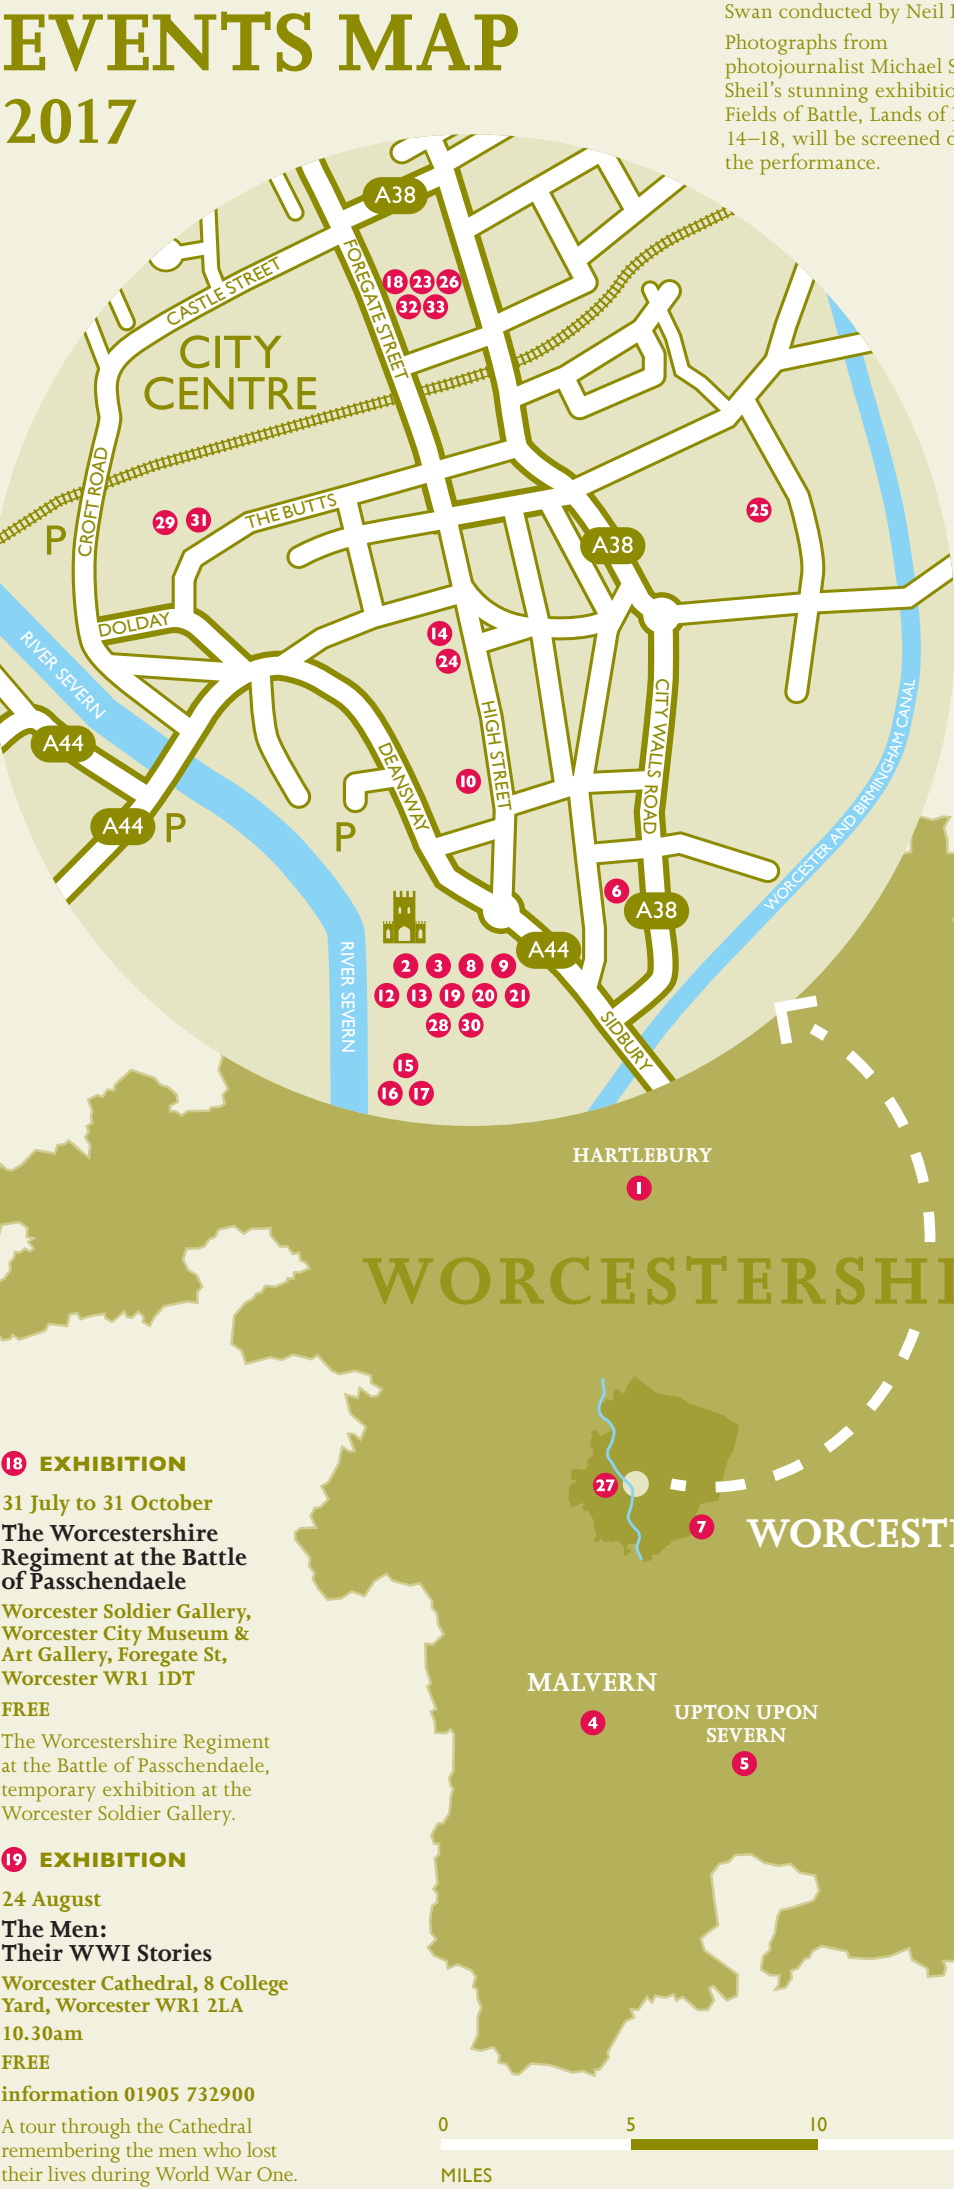 EVENTS MAP
2017
Swan conducted by Neil
Photographs from
photojournalist Michael S
Sheil's stunning exhibitio
Fields of Battle, Lands of
14–18, will be screened
the performance.
A38
FOREGATE STREET
18 23 26
32 33
CASTLE STREET
CITY
CENTRE
CROFT ROAD
P
29 31
THE BUTTS
25
A38
DOLDAY
14
24
RIVER SEVERN
A44
HIGH STREET
CITY WALLS ROAD
WORCESTER AND BIRMINGHAM CANAL
DEANSWAY
10
A44 P
P
6
A38
A44
RIVER SEVERN
2 3 8 9
12 13 19 20 21
28 30
SIDBURY
15
16 17
HARTLEBURY
1
WORCESTERSHI
27
7
WORCEST
MALVERN
4
UPTON UPON
SEVERN
5
18 EXHIBITION
31 July to 31 October
The Worcestershire
Regiment at the Battle
of Passchendaele
Worcester Soldier Gallery,
Worcester City Museum &
Art Gallery, Foregate St,
Worcester WR1 1DT
FREE
The Worcestershire Regiment
at the Battle of Passchendaele,
temporary exhibition at the
Worcester Soldier Gallery.
19 EXHIBITION
24 August
The Men:
Their WWI Stories
Worcester Cathedral, 8 College
Yard, Worcester WR1 2LA
10.30am
FREE
information 01905 732900
A tour through the Cathedral
remembering the men who lost
their lives during World War One.
0 5 10
MILES